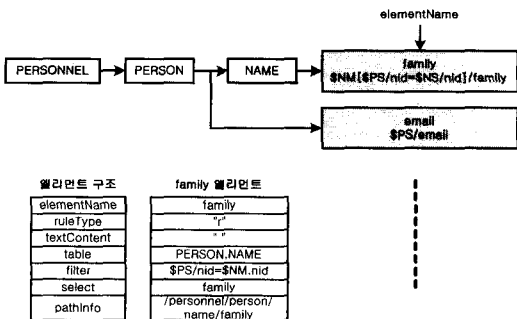 elementName
PERSONNEL
PERSON
NAME
family
$NM[$PS/nid=$NS/nid]/family
email
$PS/email
엘리먼트 구조
elementName
ruleType
textContent
table
filter
select
pathInfo
family 엘리먼트
family
"r"
" "
PERSON,NAME
$PS/nid=$NM.nid
family
/personnel/person/
name/family